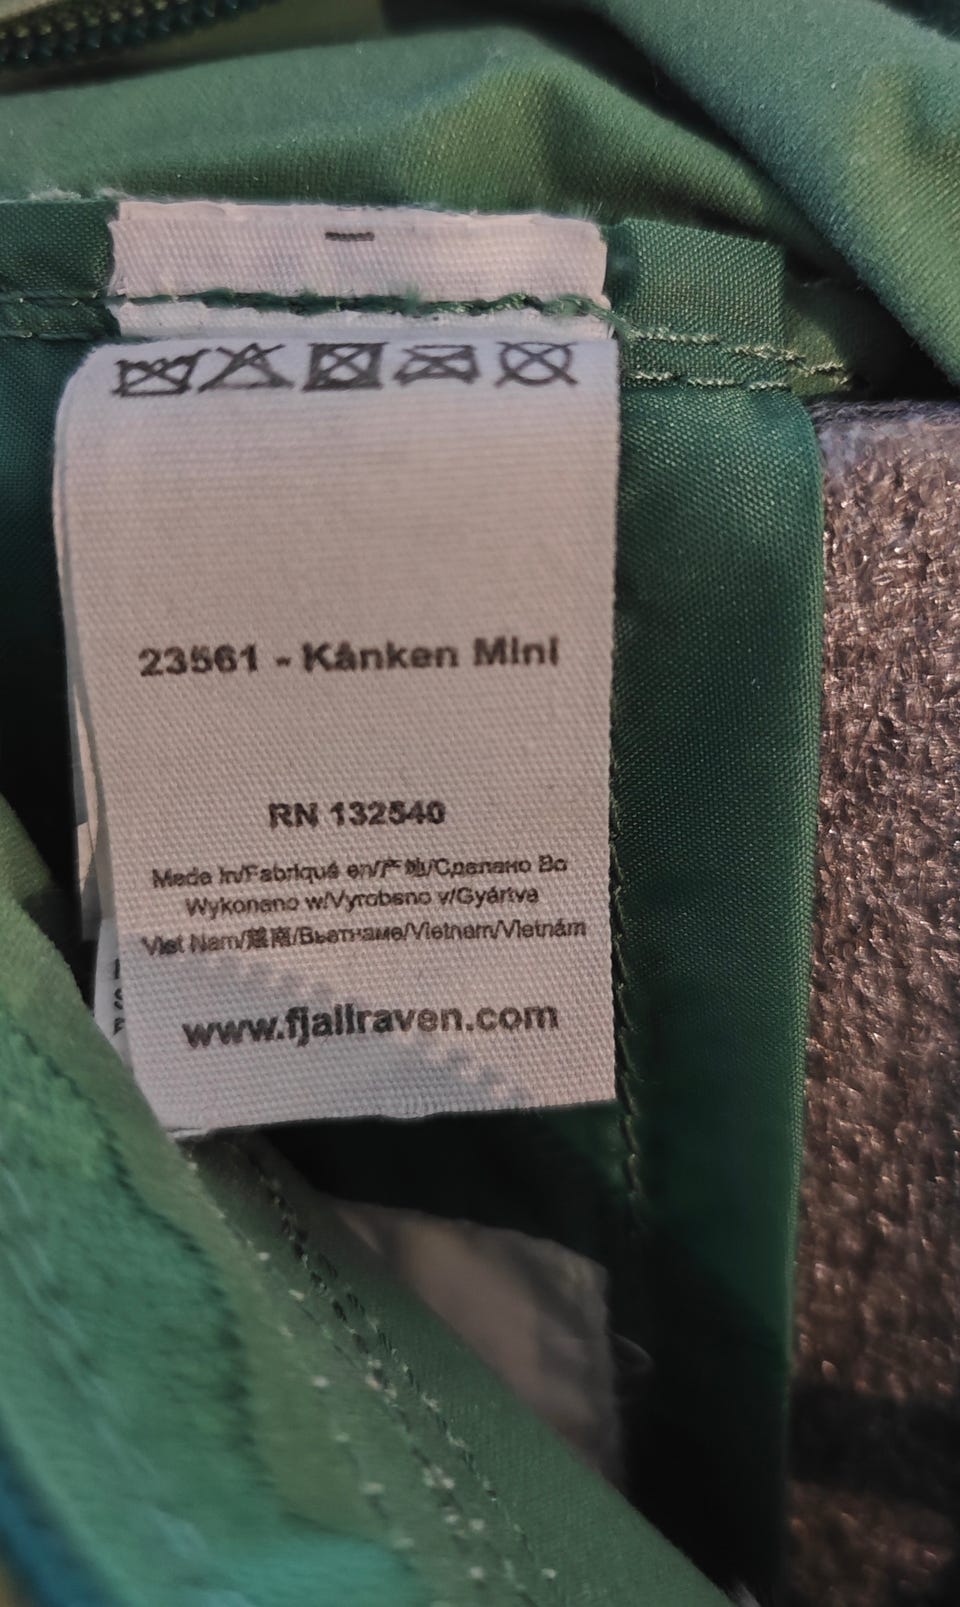 23561 - Kånken Mini
RN 132540
Made in/Fabriqué en/产地/Сделано Во
Wykonano w/Vyrobeno v/Gyártva
Viet Nam/越南/Вьетнаме/Vietnam/Vietnám
www.fjallraven.com